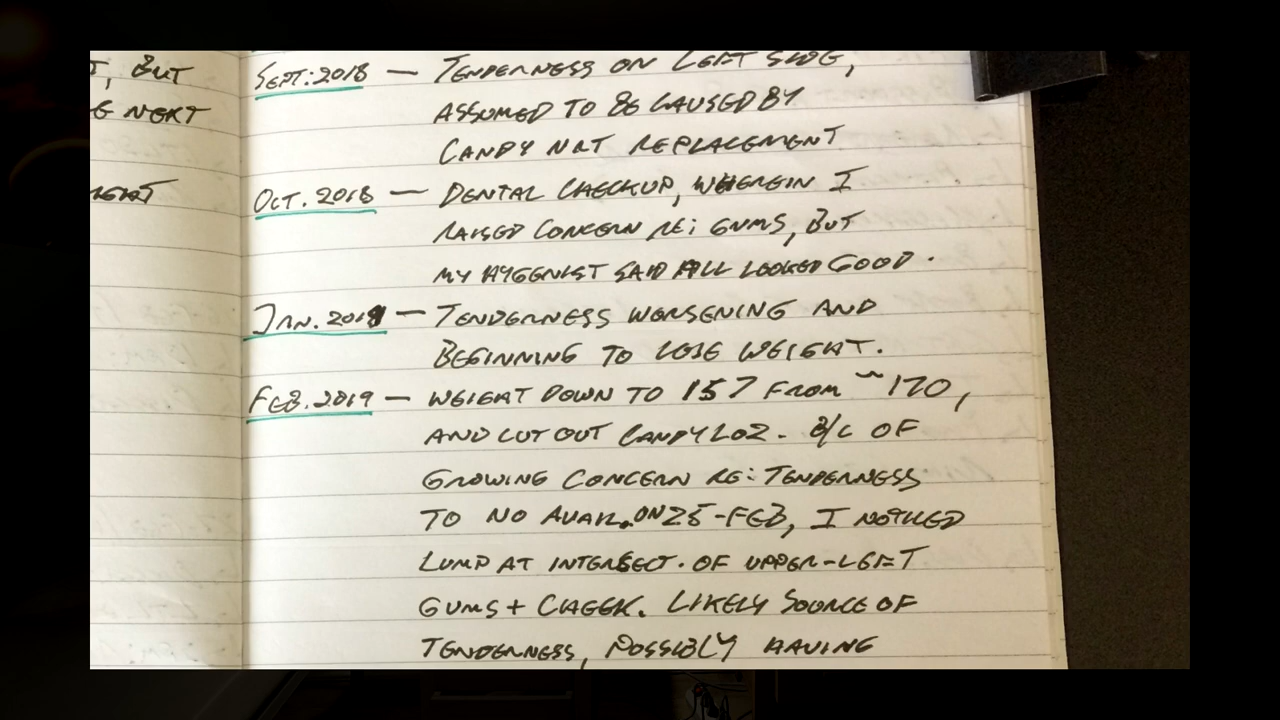 T, BUT
E NEXT
SEPT. 2018 — TENDERNESS ON LEFT SIDE,
ASSUMED TO BE CAUSED BY
CANDY NRT REPLACEMENT
OCT. 2018 — DENTAL CHECKUP, WHEREIN I
RAISED CONCERN RE: GUMS, BUT
MY HYGENIST SAID ALL LOOKED GOOD.
JAN. 2019 — TENDERNESS WORSENING AND
BEGINNING TO LOSE WEIGHT.
FEB. 2019 — WEIGHT DOWN TO 157 FROM ~170,
AND CUT OUT CANDY LOZ. B/C OF
GROWING CONCERN RE: TENDERNESS
TO NO AVAIL. ON 25-FEB, I NOTICED
LUMP AT INTERSECT. OF UPPER-LEFT
GUMS + CHEEK. LIKELY SOURCE OF
TENDERNESS, POSSIBLY HAVING